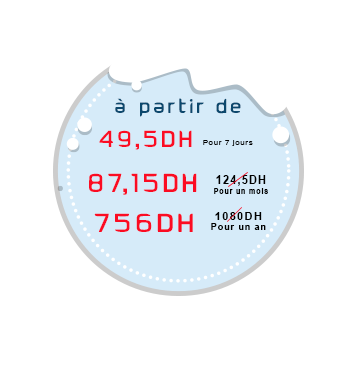 à partir de
49,5DH Pour 7 jours
87,15DH 124,5DH
Pour un mois
756DH 1080DH
Pour un an